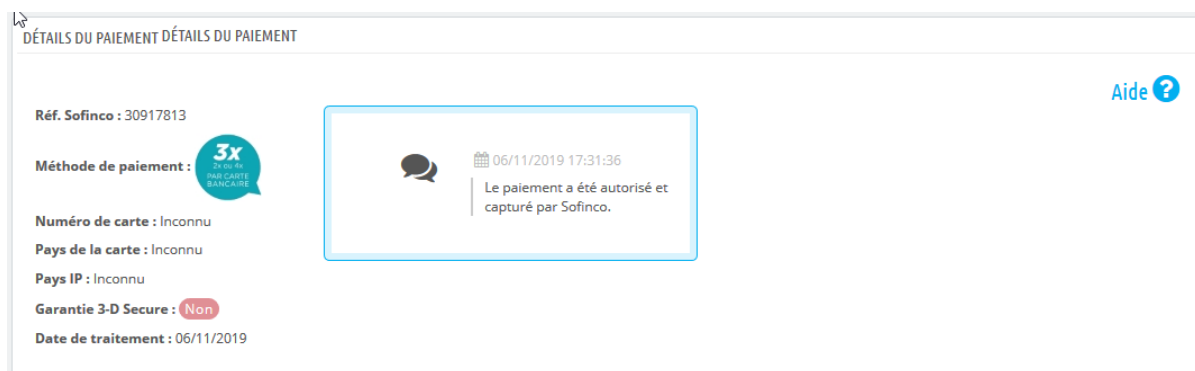 DÉTAILS DU PAIEMENT DÉTAILS DU PAIEMENT
Aide ?
Réf. Sofinco : 30917813
Méthode de paiement :
3x
2x ou 4x
PAR CARTE
BANCAIRE
Numéro de carte : Inconnu
Pays de la carte : Inconnu
Pays IP : Inconnu
Garantie 3-D Secure : Non
Date de traitement : 06/11/2019
06/11/2019 17:31:36
Le paiement a été autorisé et
capturé par Sofinco.